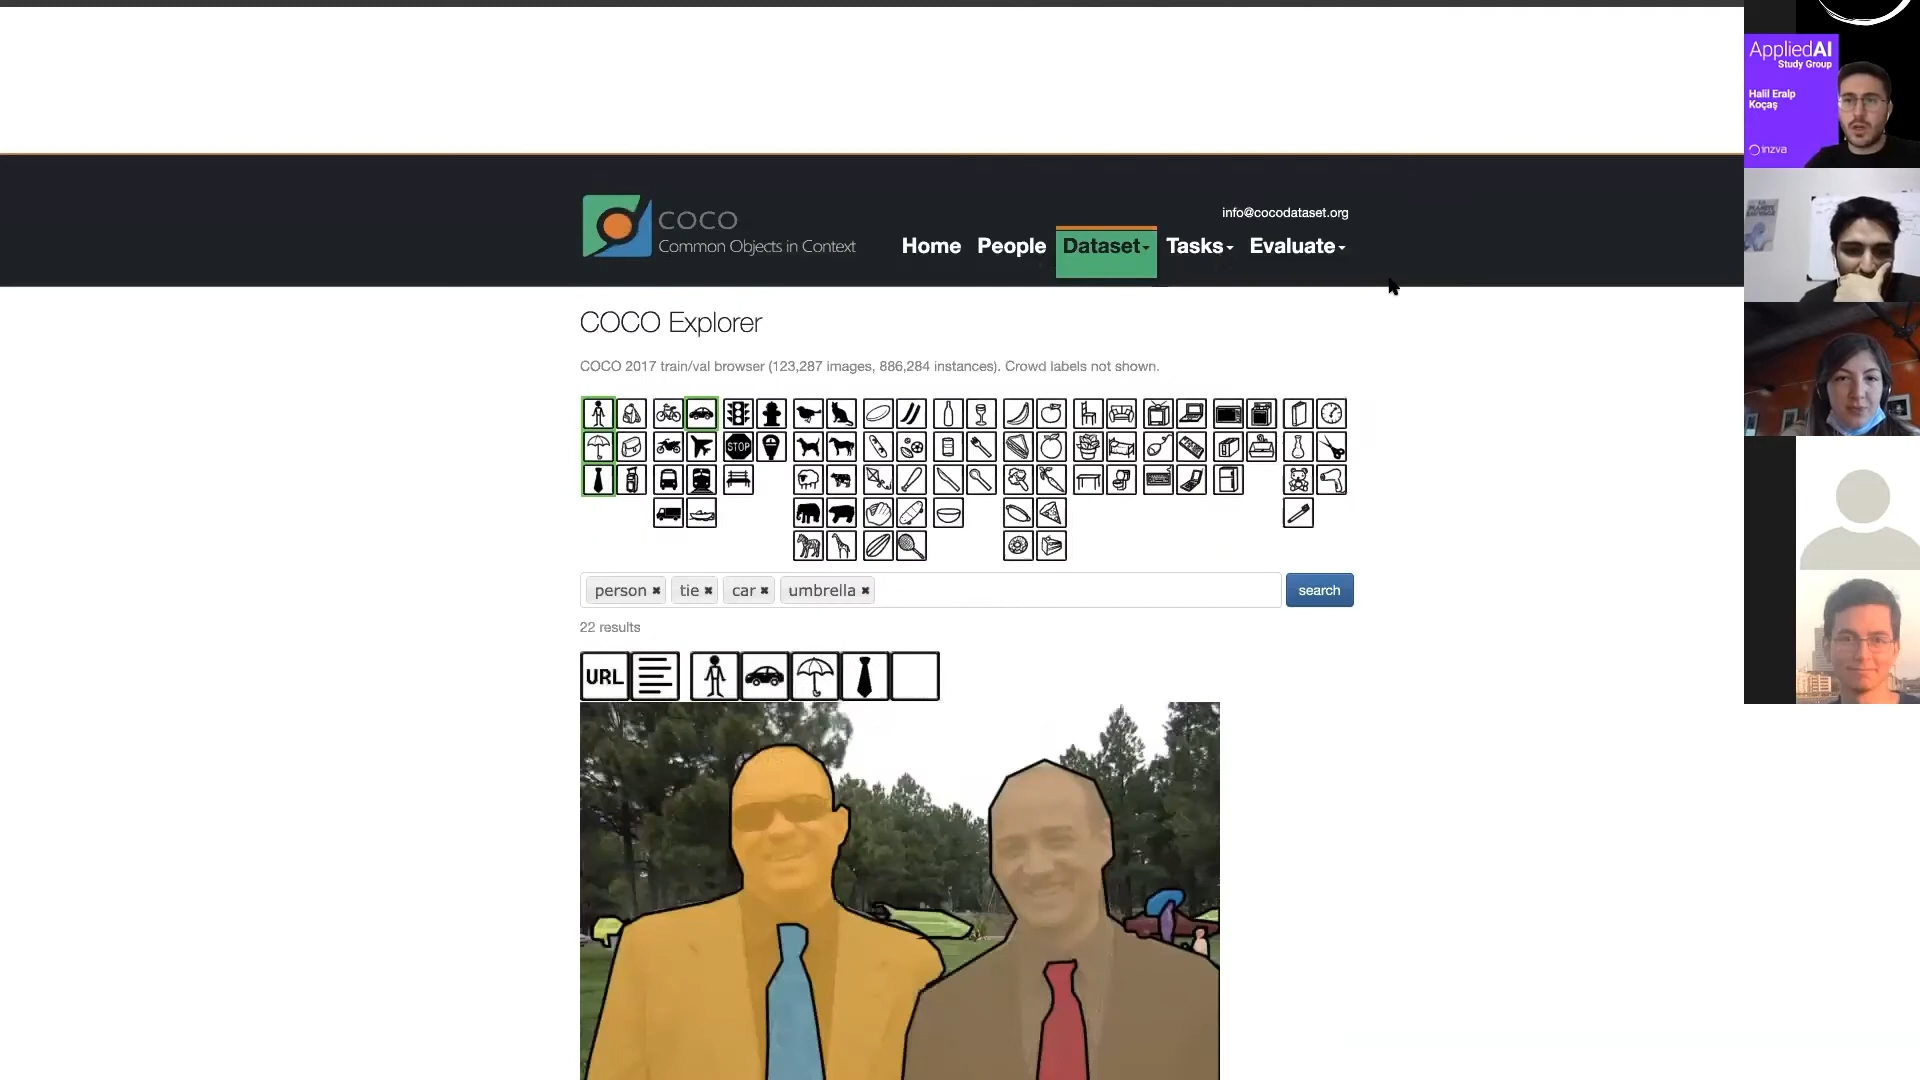 AppliedAI
Study Group
Halil Eralp
Koçaş
inzva
COCO
Common Objects in Context
info@cocodataset.org
Home People Dataset Tasks Evaluate
COCO Explorer
COCO 2017 train/val browser (123,287 images, 886,284 instances). Crowd labels not shown.
STOP
person ✖ tie ✖ car ✖ umbrella ✖ search
22 results
URL